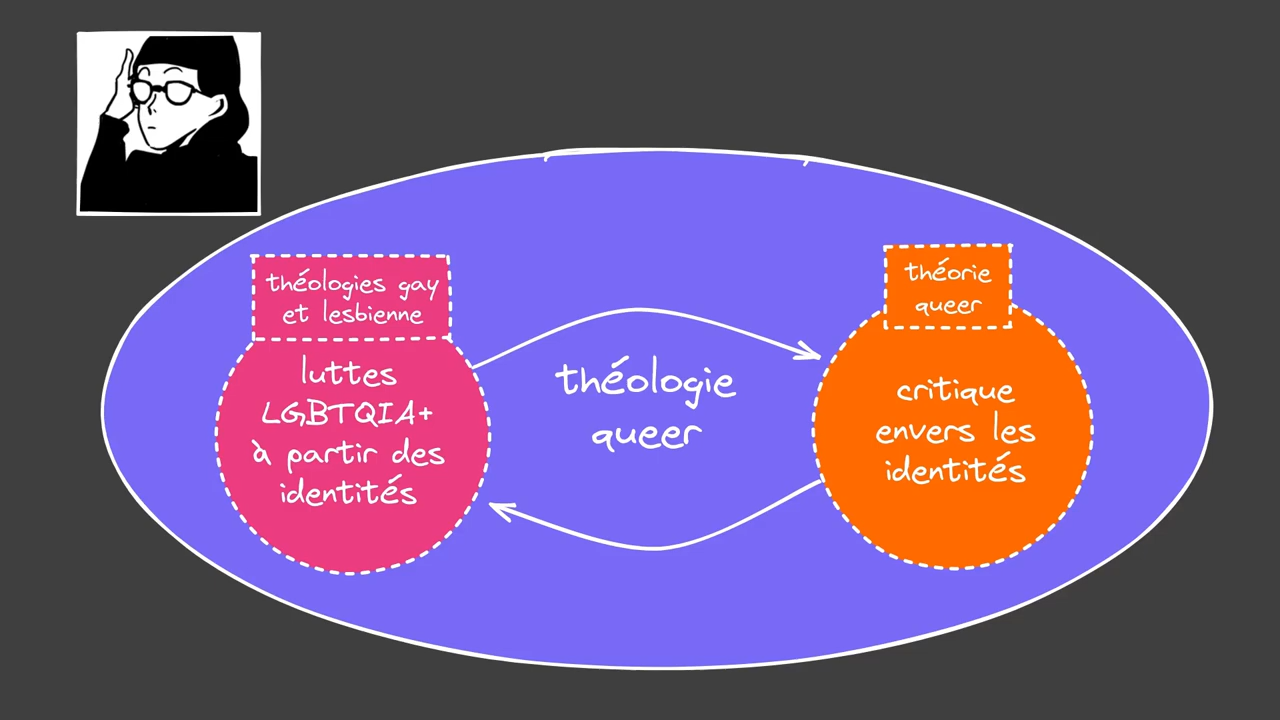 théologies gay
et lesbienne
luttes
LGBTQIA+
à partir des
identités
théologie
queer
théorie
queer
critique
envers les
identités